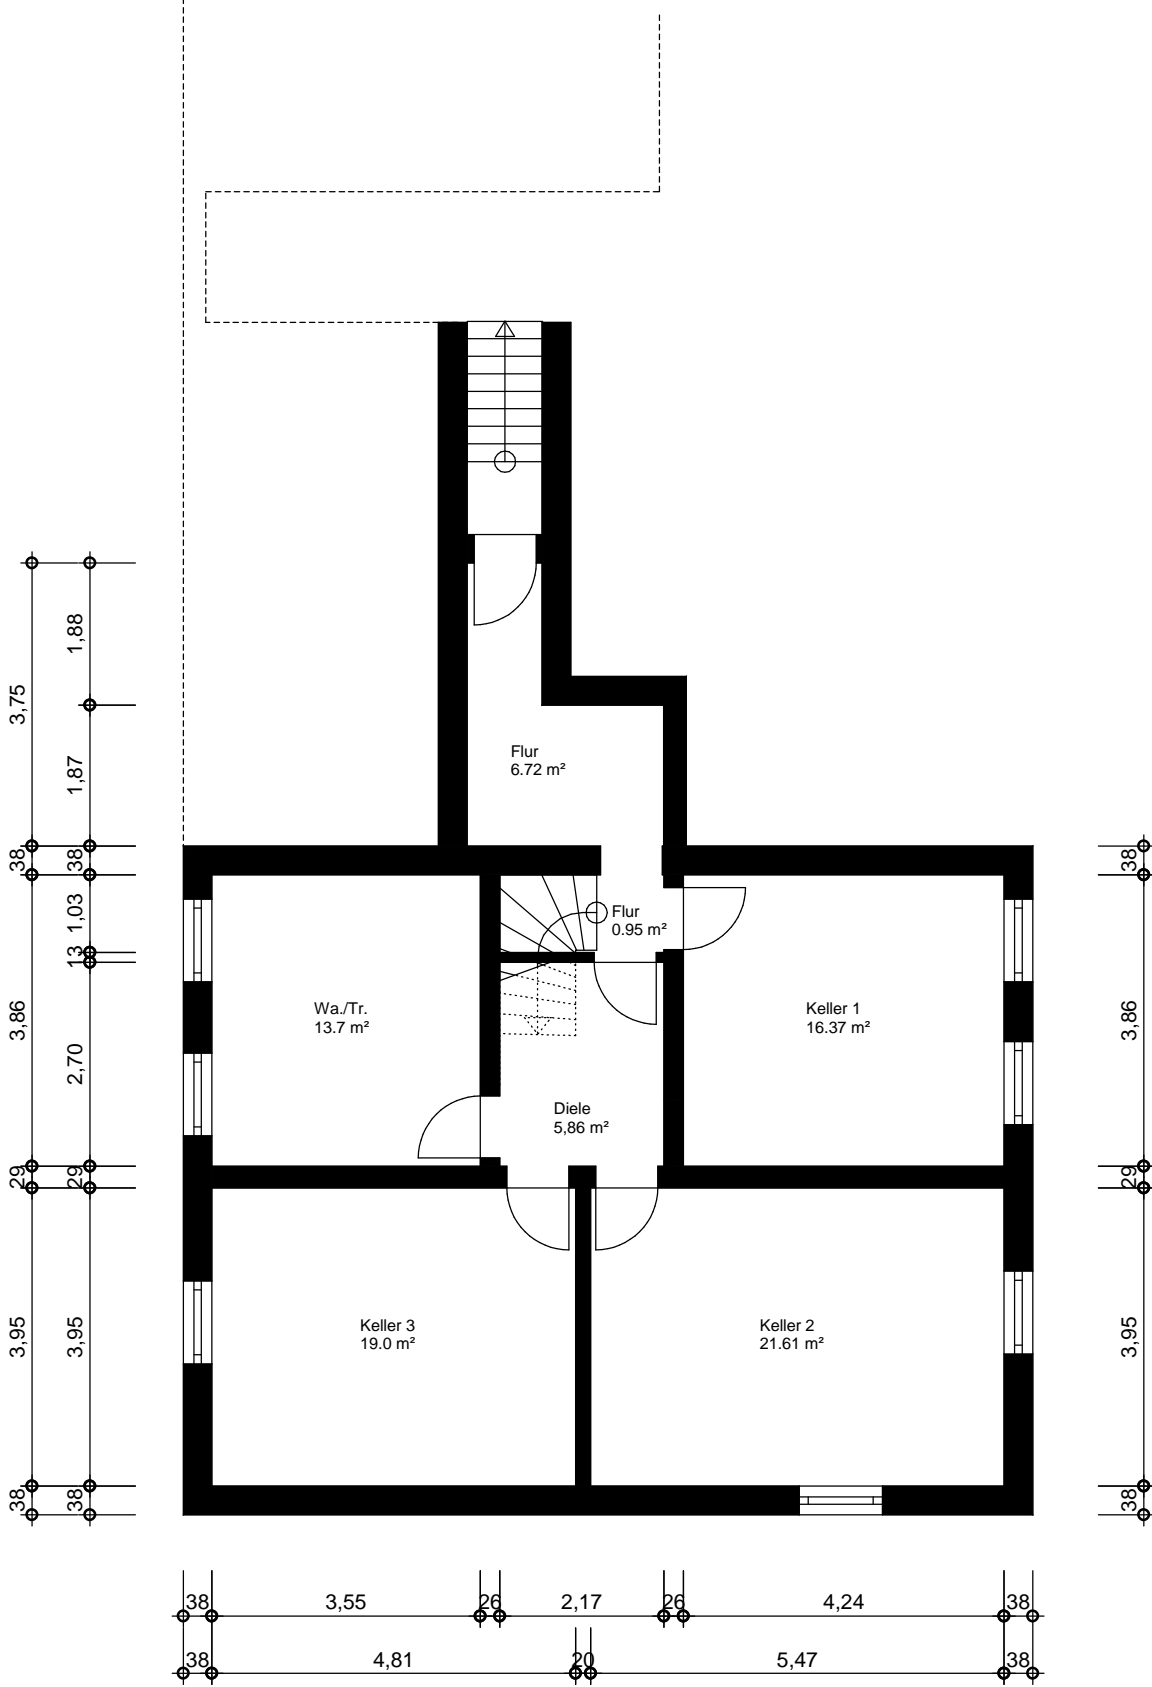 1,88
3,75
1,87
38
38
38
1,03
13
3,86
2,70
3,86
29
29
29
3,95
3,95
3,95
38
38
38
Flur
6.72 m²
Flur
0.95 m²
Wa./Tr.
13.7 m²
Keller 1
16.37 m²
Diele
5,86 m²
Keller 3
19.0 m²
Keller 2
21.61 m²
38 3,55 26 2,17 26 4,24 38
38 4,81 20 5,47 38